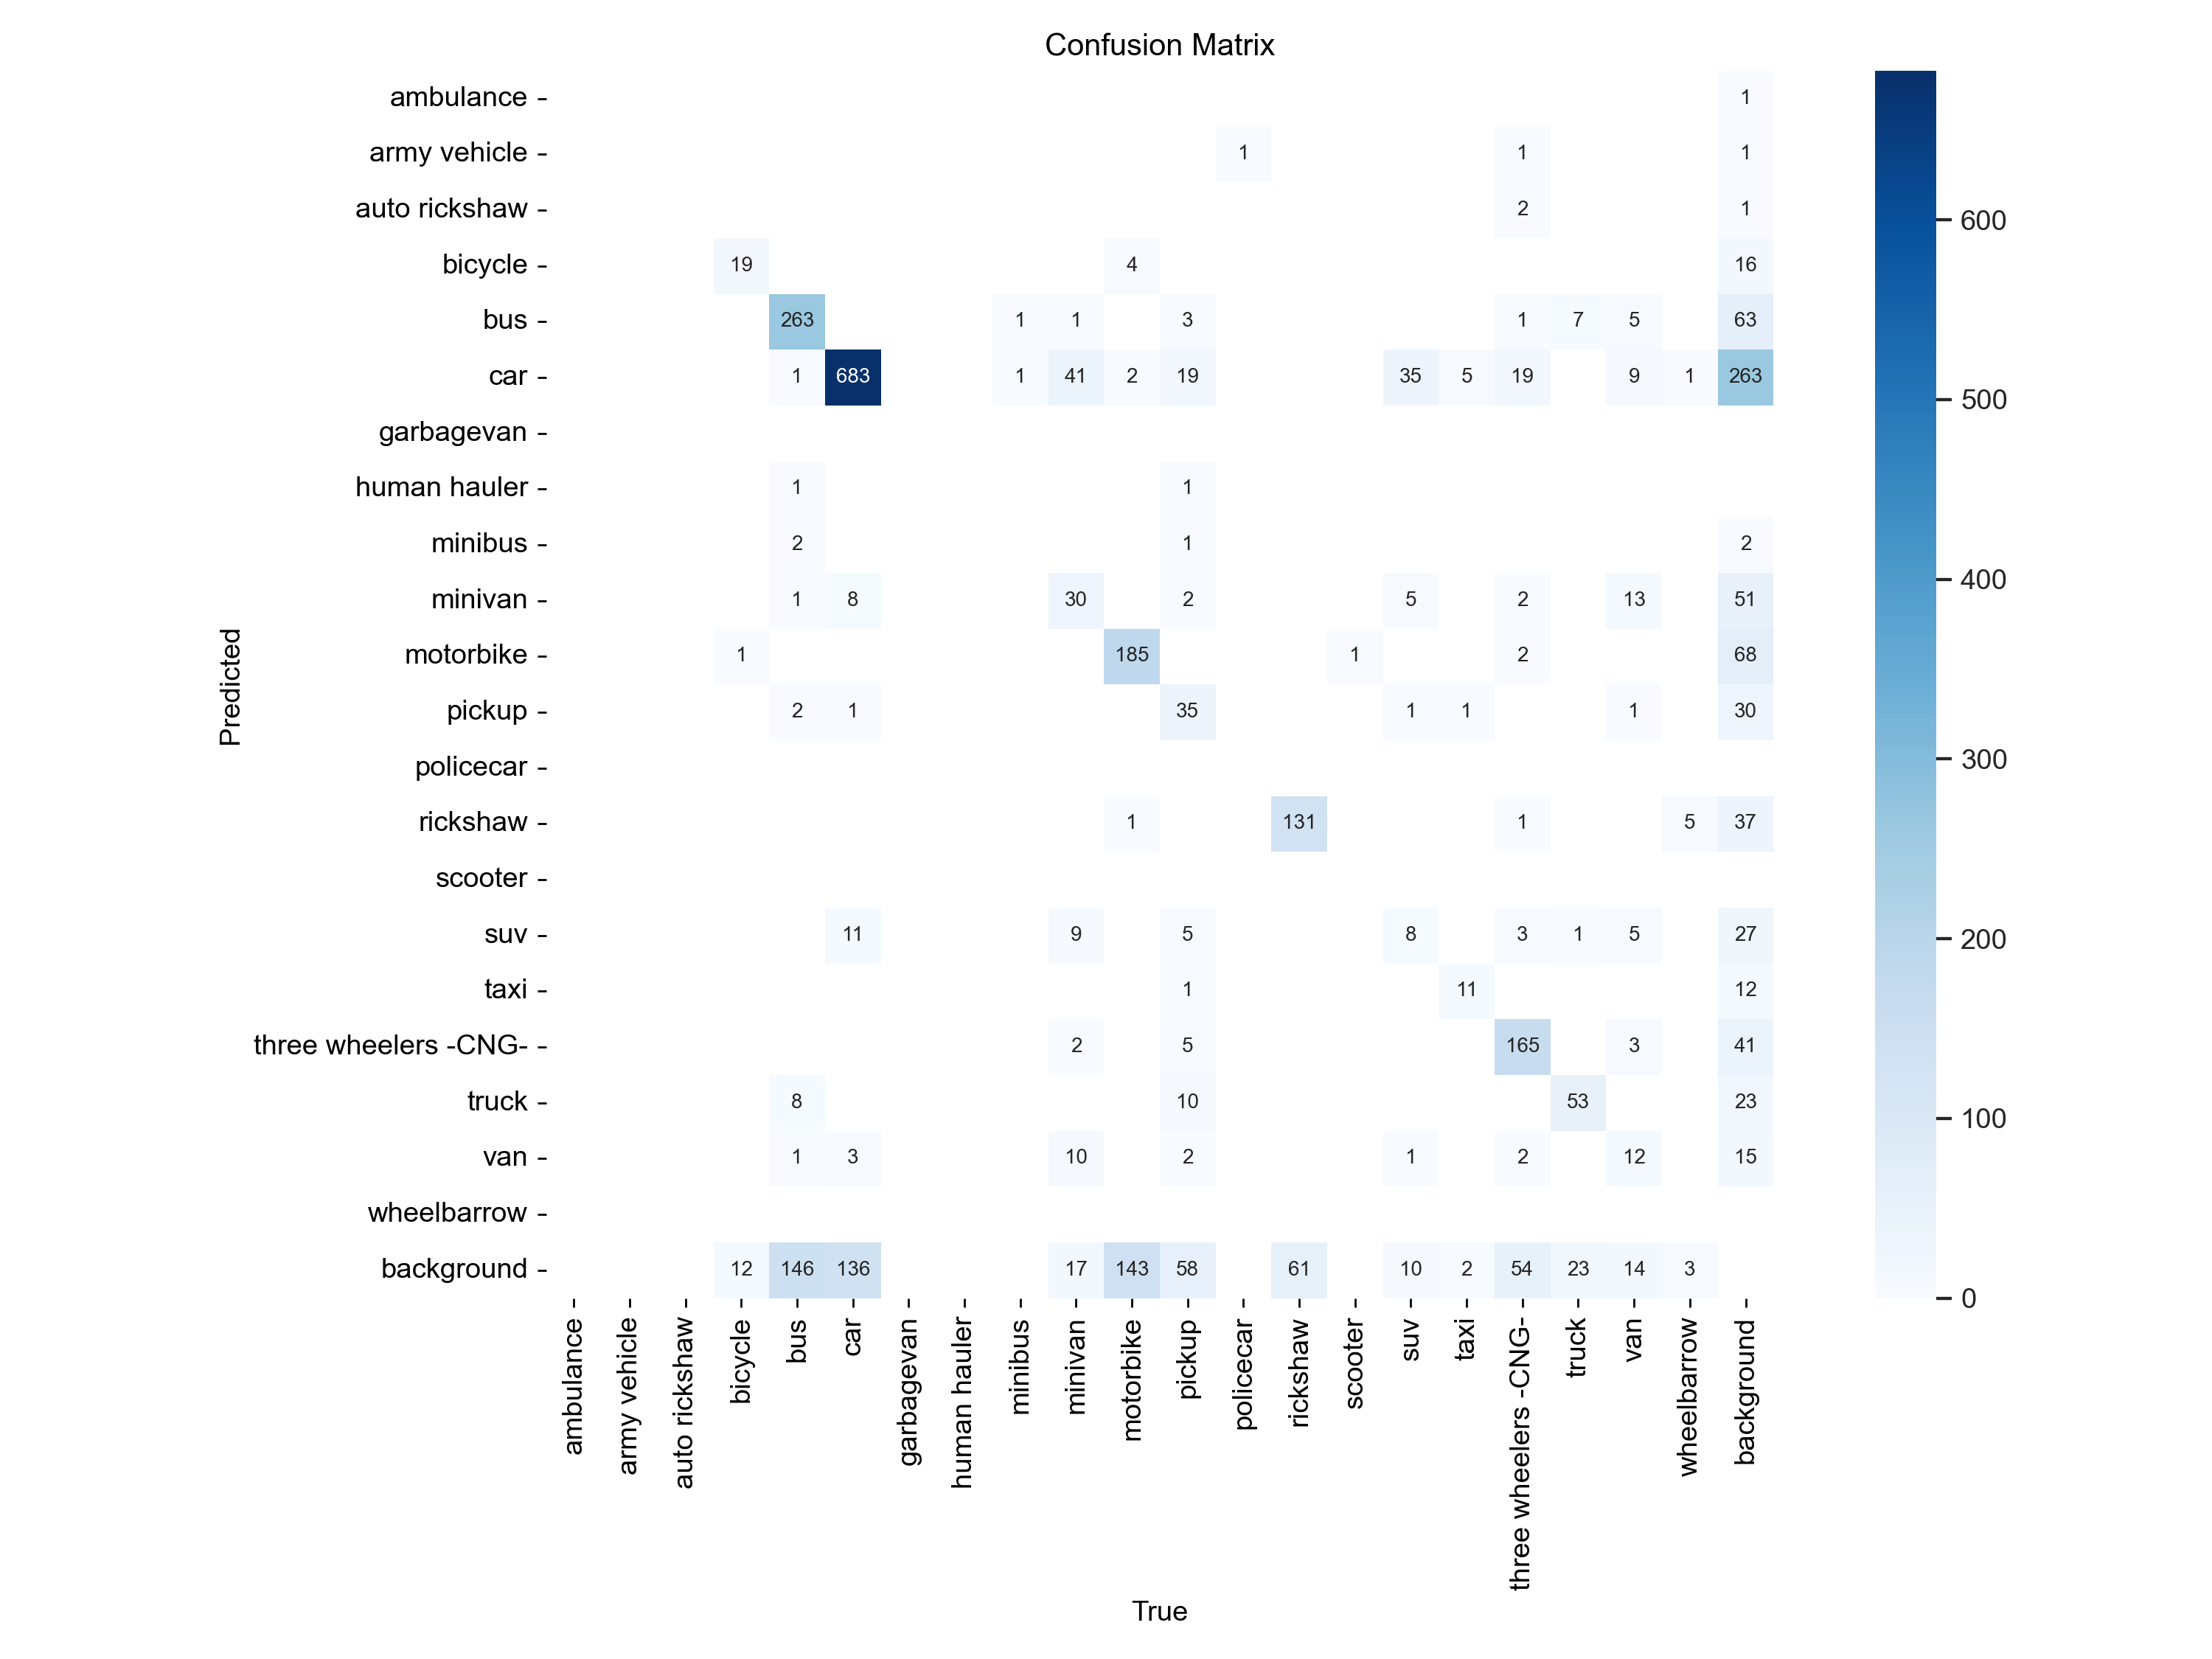 Confusion Matrix
ambulance 1
army vehicle 1 1 1
auto rickshaw 2 1
600
bicycle 19 4 16
bus 263 1 1 3 1 7 5 63
car 1 683 1 41 2 19 35 5 19 9 1 263
500
garbagevan
human hauler 1 1
minibus 2 1 2
400
minivan 1 8 30 2 5 2 13 51
Predicted
motorbike 1 185 1 2 68
pickup 2 1 35 1 1 1 30
300
policecar
rickshaw 1 131 1 5 37
scooter
suv 11 9 5 8 3 1 5 27
200
taxi 1 11 12
three wheelers -CNG- 2 5 165 3 41
truck 8 10 53 23
100
van 1 3 10 2 1 2 12 15
wheelbarrow
background 12 146 136 17 143 58 61 10 2 54 23 14 3
0
ambulance
army vehicle
auto rickshaw
bicycle
bus
car
garbagevan
human hauler
minibus
minivan
motorbike
pickup
policecar
rickshaw
scooter
suv
taxi
three wheelers -CNG-
truck
van
wheelbarrow
background
True